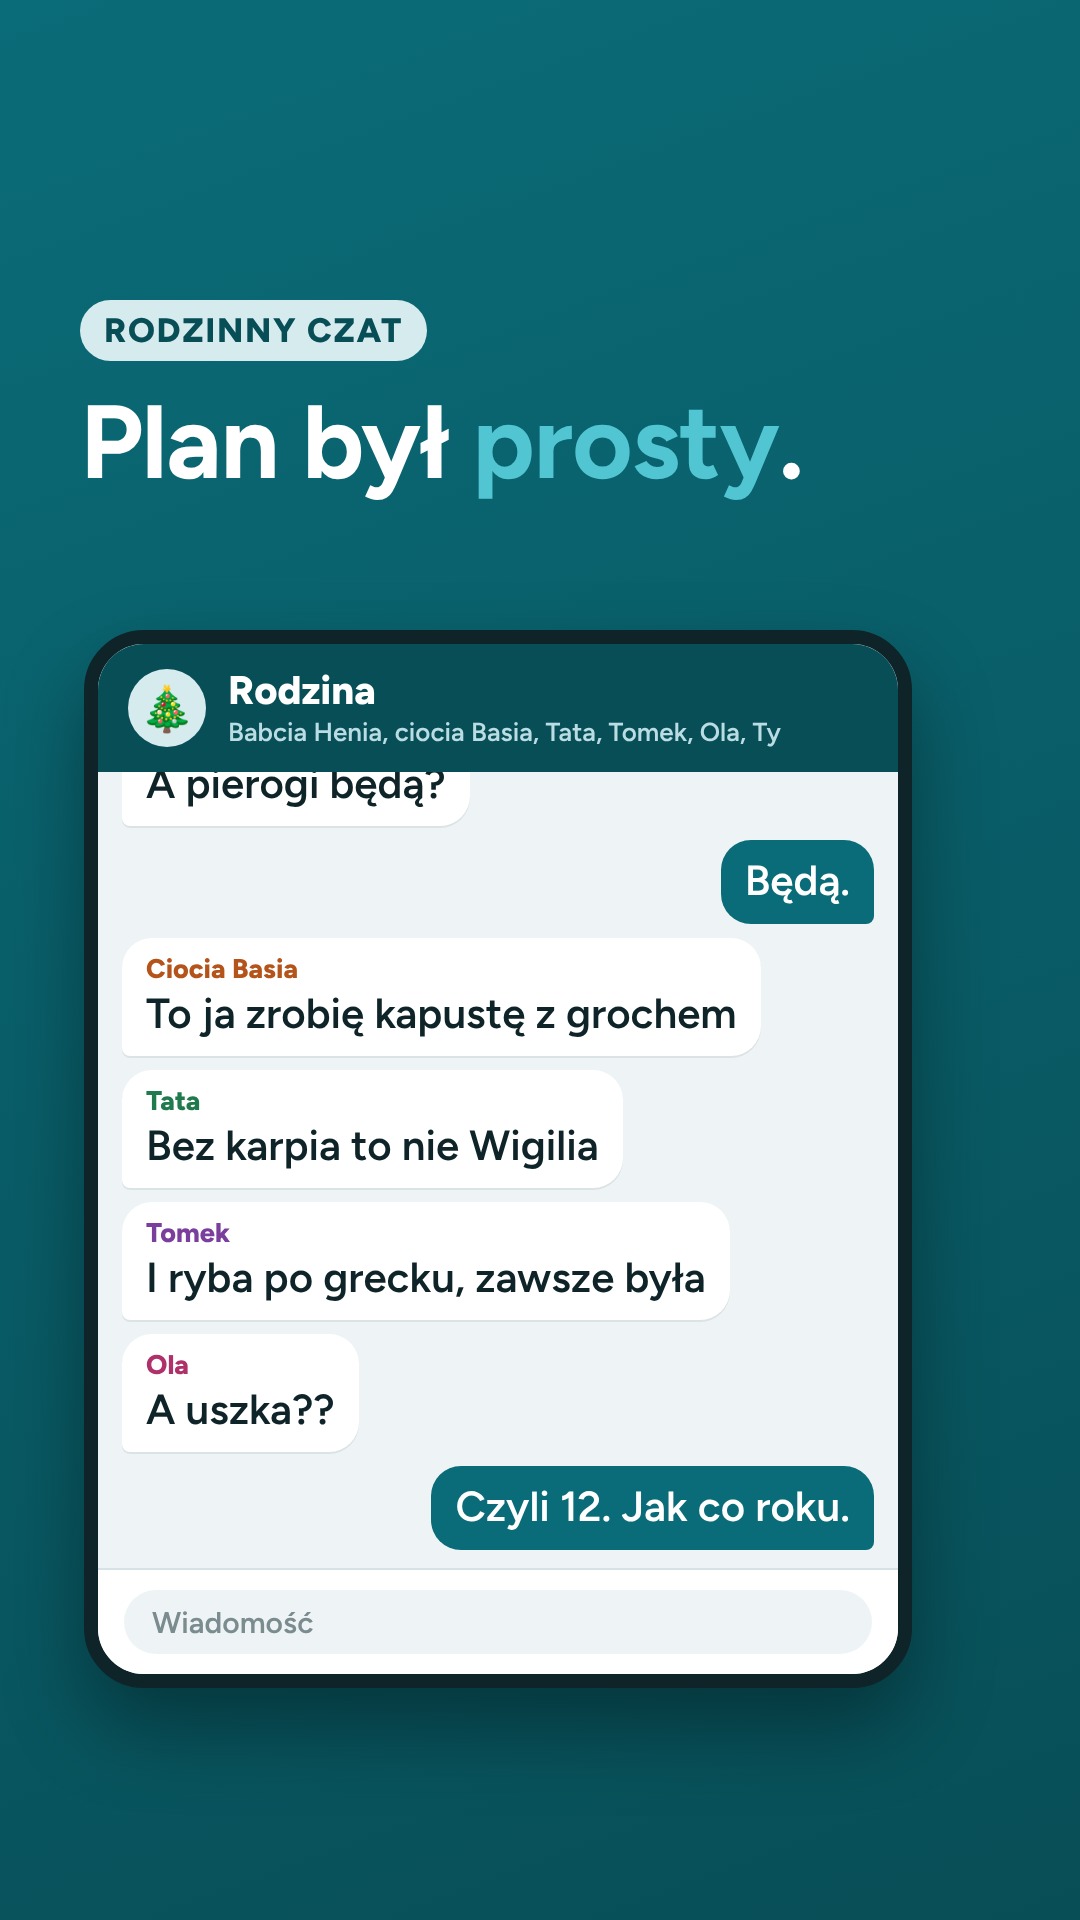 RODZINNY CZAT
Plan był prosty.
Rodzina
Babcia Henia, ciocia Basia, Tata, Tomek, Ola, Ty
A pierogi będą?
Będą.
Ciocia Basia
To ja zrobię kapustę z grochem
Tata
Bez karpia to nie Wigilia
Tomek
I ryba po grecku, zawsze była
Ola
A uszka??
Czyli 12. Jak co roku.
Wiadomość